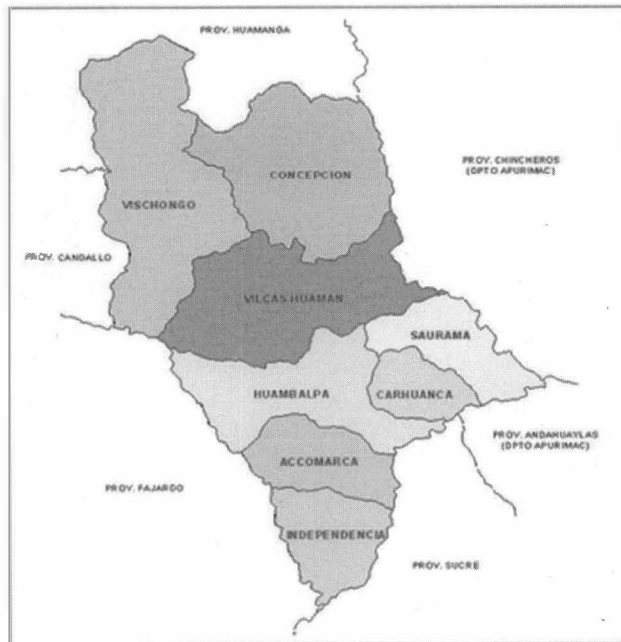 PROV. HUAMANGA
CONCEPCION
PROV. CHINCHEROS
(DPTO APURIMAC)
VISCHONGO
PROV. CANGALLO
VILCAS HUAMAN
SAURAMA
HUAMBALPA
CARHUANCA
PROV. ANDAHUAYLAS
(DPTO APURIMAC)
ACCOMARCA
PROV. FAJARDO
INDEPENDENCIA
PROV. SUCRE